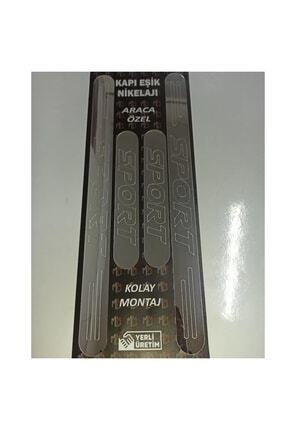 KAPI EŞİK
NİKELAJI
ARACA
ÖZEL
SPORT
SPORT
SPORT
SPORT
KOLAY
MONTAJ
YERLİ
ÜRETİM